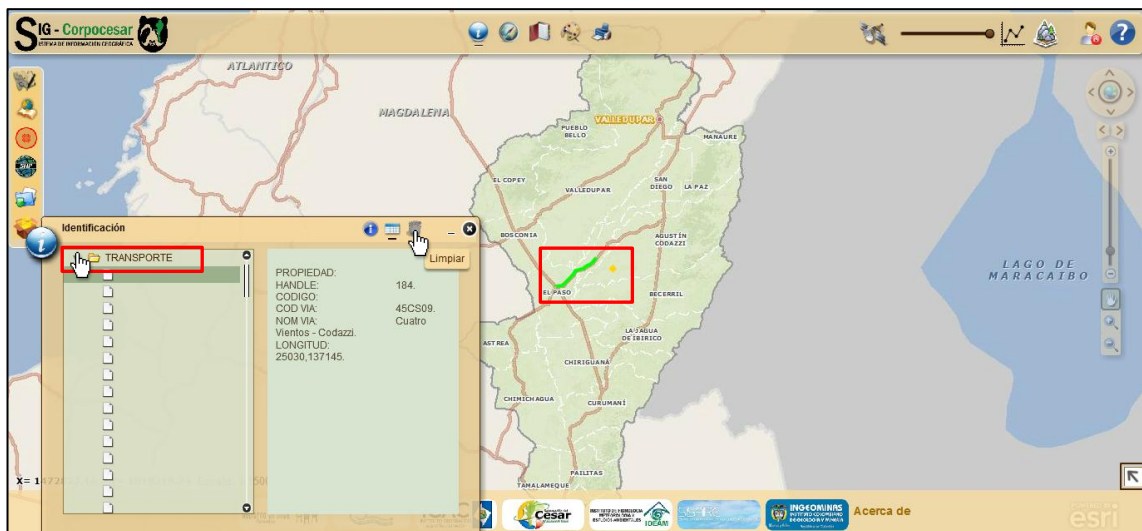 SIG - Corpocesar
SISTEMA DE INFORMACIÓN GEOGRÁFICA
ATLANTICO
MAGDALENA
VALLEDUPAR
PUEBLO
BELLO
MANAURE
EL COPEY
VALLEDUPAR
SAN
DIEGO
LA PAZ
BOSCONIA
AGUSTÍN
CODAZZI
EL PASO
BECERRIL
LA JAGUA
DE IBIRICO
ASTREA
CHIRIGUANÁ
CHIMICHAGUA
CURUMANÍ
PAILITAS
TAMALAMEQUE
LAGO DE
MARACAIBO
Identificación
Limpiar
TRANSPORTE
PROPIEDAD:
HANDLE: 184.
CODIGO:
COD VIA: 45CS09.
NOM VIA: Cuatro
Vientos - Codazzi.
LONGITUD:
25030,137145.
Cesar
IDEAM
INGEOMINAS
Acerca de
esri